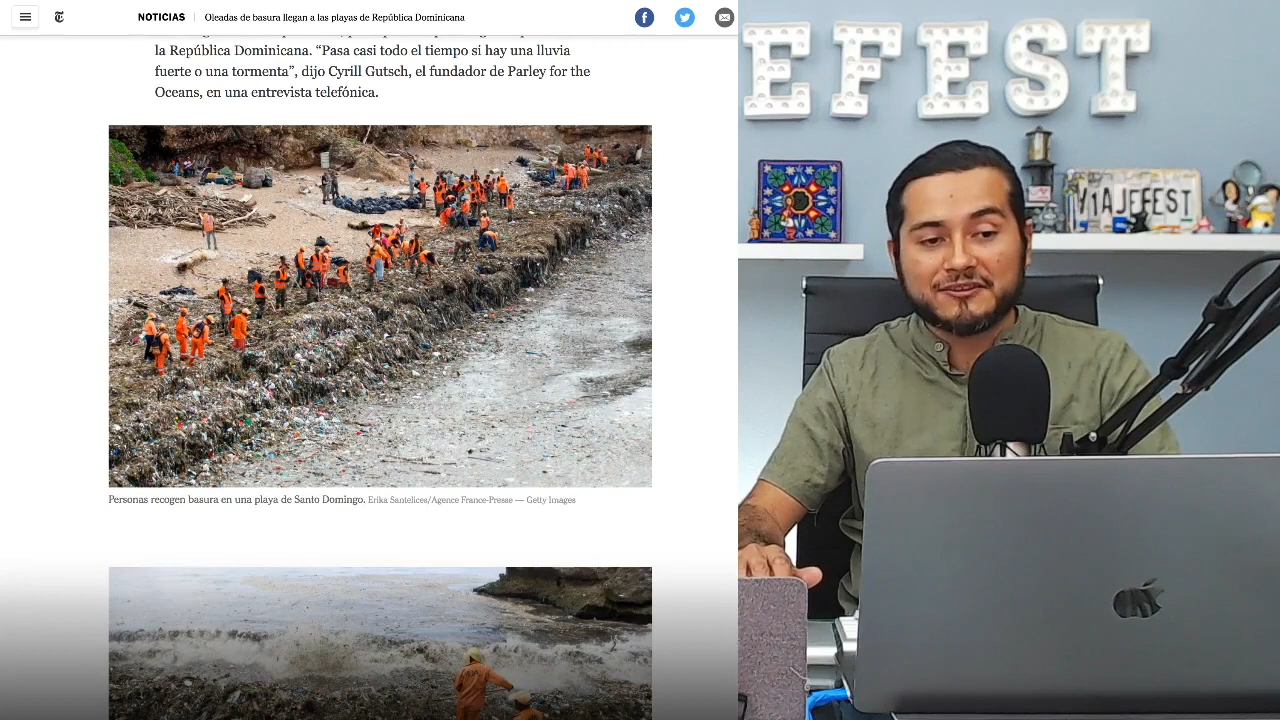 NOTICIAS
Oleadas de basura llegan a las playas de República Dominicana
la República Dominicana. “Pasa casi todo el tiempo si hay una lluvia
fuerte o una tormenta”, dijo Cyrill Gutsch, el fundador de Parley for the
Oceans, en una entrevista telefónica.
Personas recogen basura en una playa de Santo Domingo. Erika Santelices/Agence France-Presse — Getty Images
EFEST
V1AJEFEST